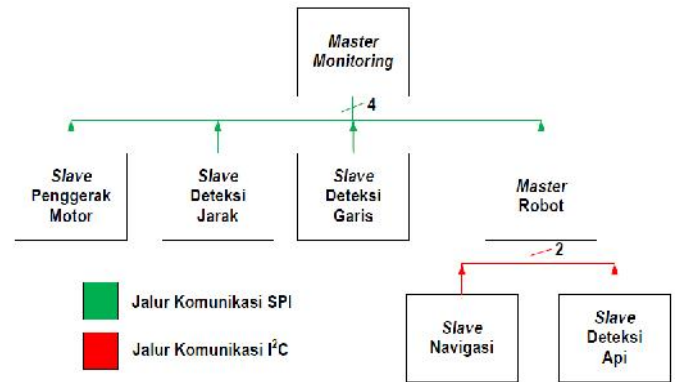 Master
Monitoring
4
Slave
Penggerak
Motor
Slave
Deteksi
Jarak
Slave
Deteksi
Garis
Master
Robot
2
Jalur Komunikasi SPI
Jalur Komunikasi I²C
Slave
Navigasi
Slave
Deteksi
Api